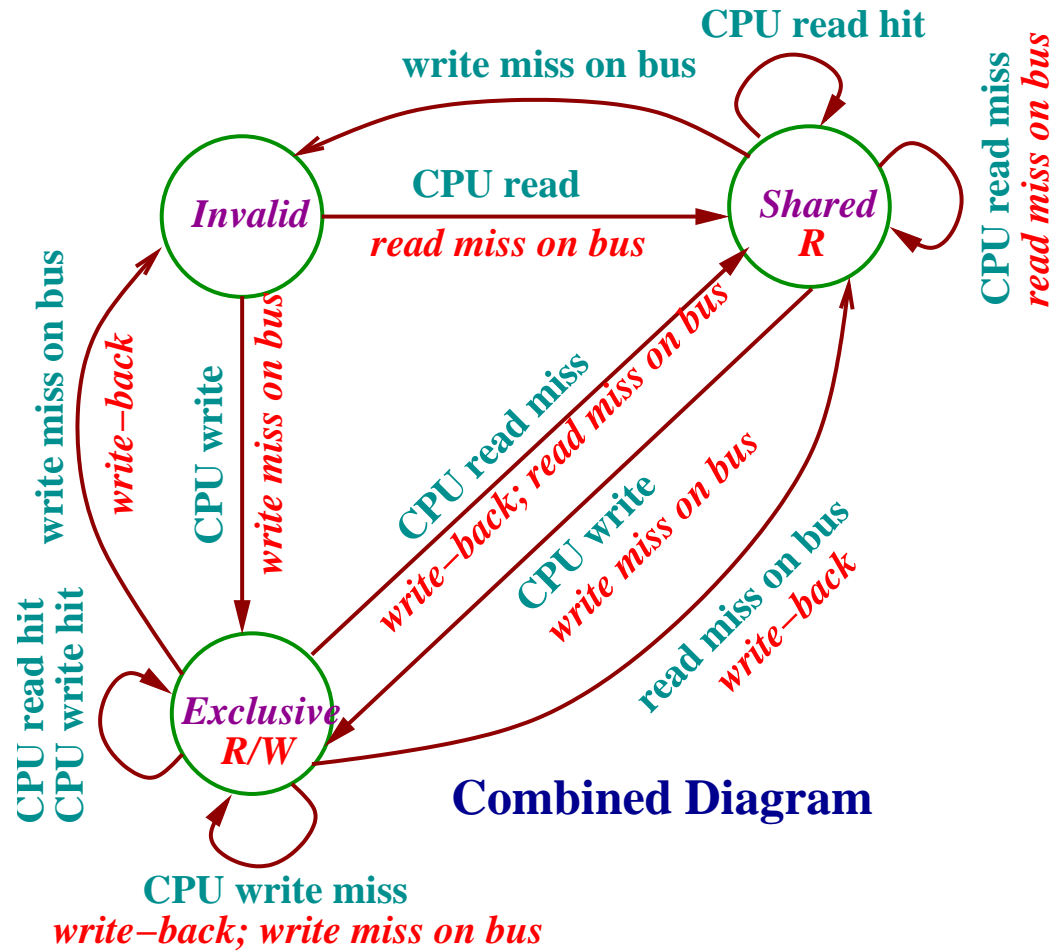 CPU read hit
write miss on bus
CPU read miss
read miss on bus
Invalid
CPU read
read miss on bus
Shared
R
write miss on bus
write−back
CPU write
write miss on bus
CPU read miss
write−back; read miss on bus
CPU write
write miss on bus
read miss on bus
write−back
CPU read hit
CPU write hit
Exclusive
R/W
Combined Diagram
CPU write miss
write−back; write miss on bus